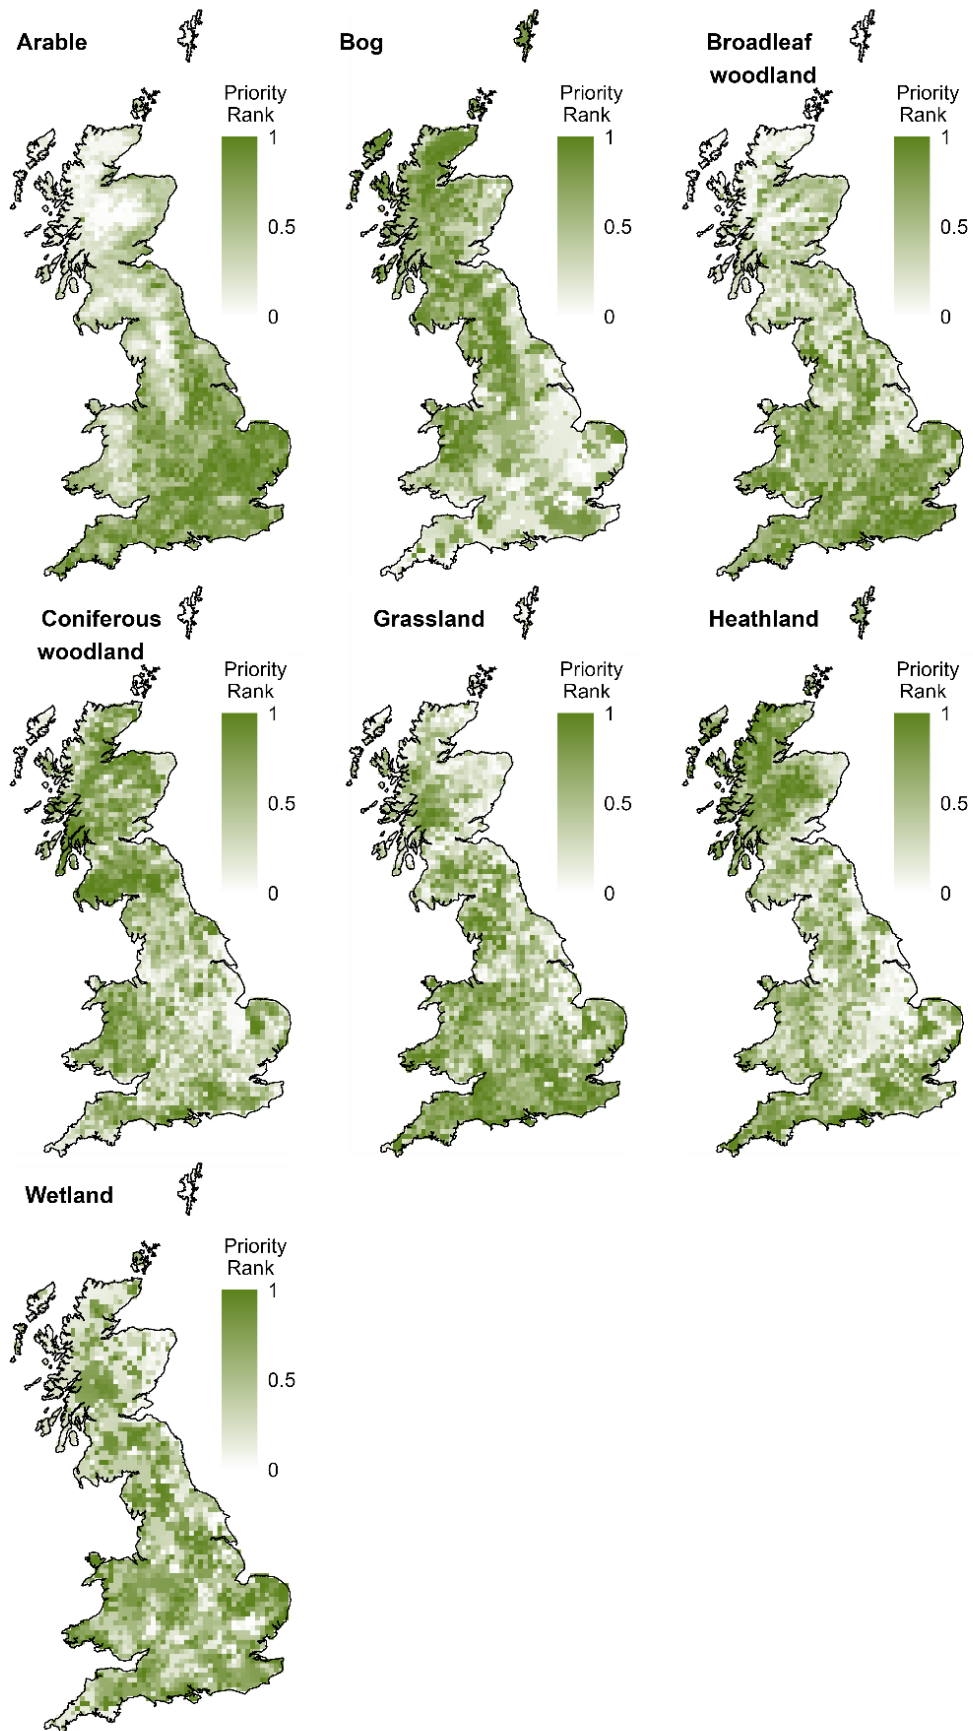 Arable
Priority
Rank
1
0.5
0
Bog
Priority
Rank
1
0.5
0
Broadleaf
woodland
Priority
Rank
1
0.5
0
Coniferous
woodland
Priority
Rank
1
0.5
0
Grassland
Priority
Rank
1
0.5
0
Heathland
Priority
Rank
1
0.5
0
Wetland
Priority
Rank
1
0.5
0